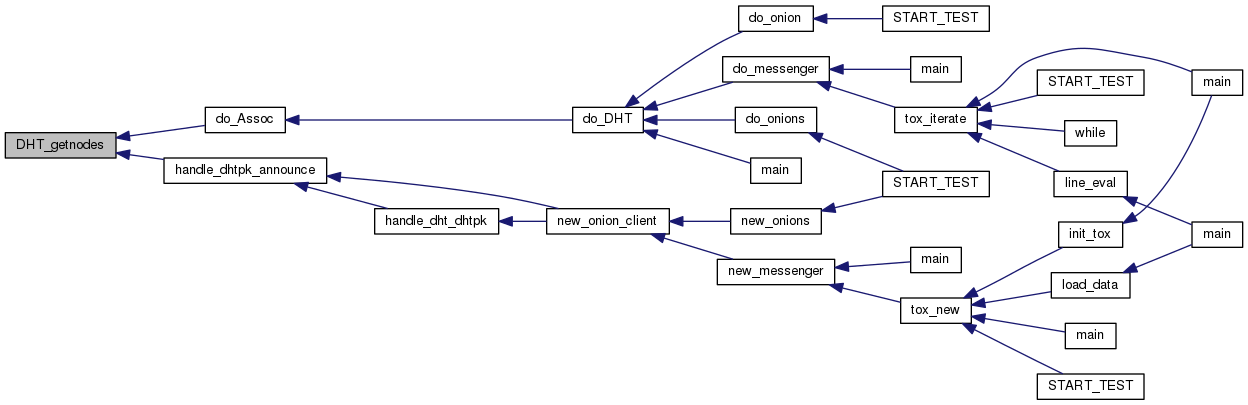 do_onion
START_TEST
do_messenger
main
main
START_TEST
do_Assoc
do_DHT
do_onions
tox_iterate
while
DHT_getnodes
handle_dhtpk_announce
main
START_TEST
line_eval
handle_dht_dhtpk
new_onion_client
new_onions
init_tox
main
new_messenger
main
load_data
tox_new
main
START_TEST